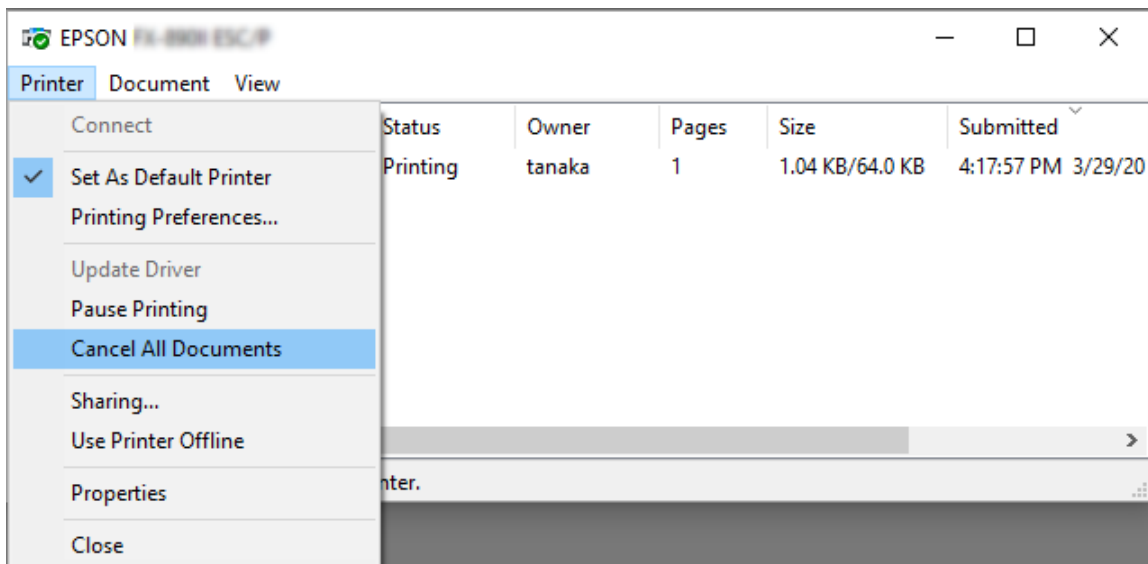 EPSON
Printer Document View
Connect
Set As Default Printer
Printing Preferences...
Update Driver
Pause Printing
Cancel All Documents
Sharing...
Use Printer Offline
Properties
Close
Status Owner Pages Size Submitted
Printing tanaka 1 1.04 KB/64.0 KB 4:17:57 PM 3/29/20
nter.